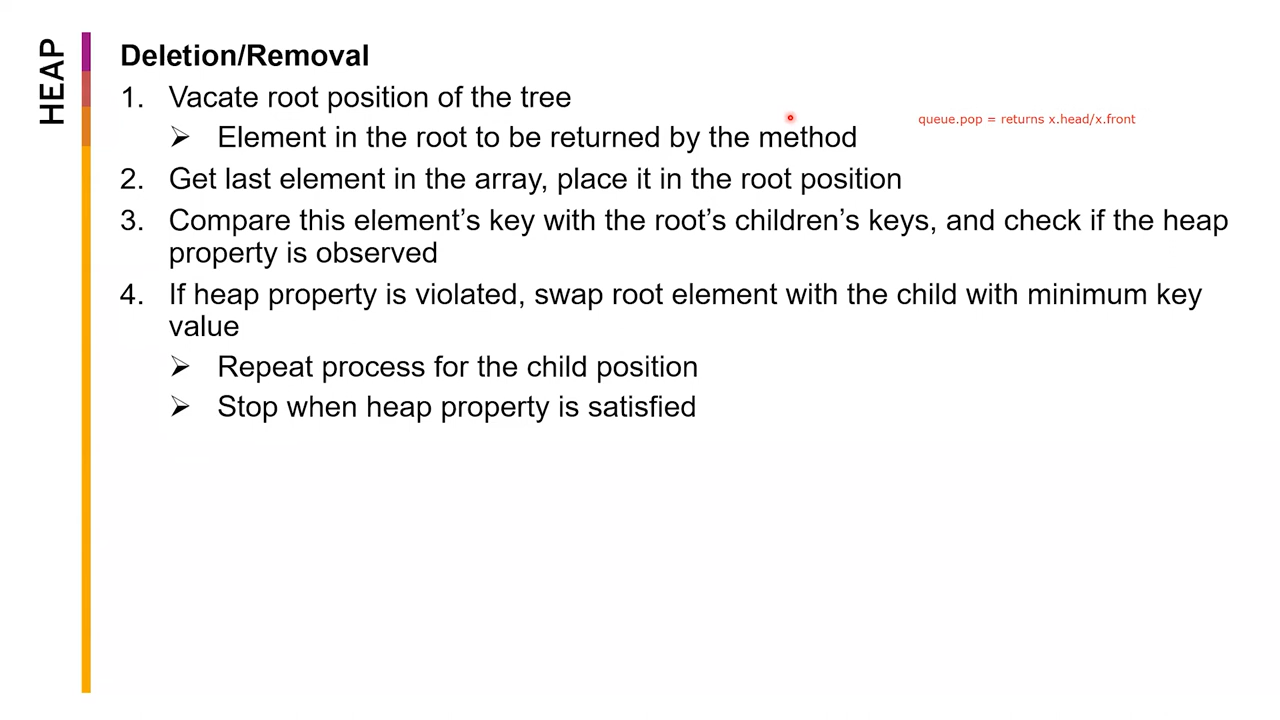 HEAP
Deletion/Removal
1. Vacate root position of the tree
➢ Element in the root to be returned by the method
queue.pop = returns x.head/x.front
2. Get last element in the array, place it in the root position
3. Compare this element’s key with the root’s children’s keys, and check if the heap
property is observed
4. If heap property is violated, swap root element with the child with minimum key
value
➢ Repeat process for the child position
➢ Stop when heap property is satisfied